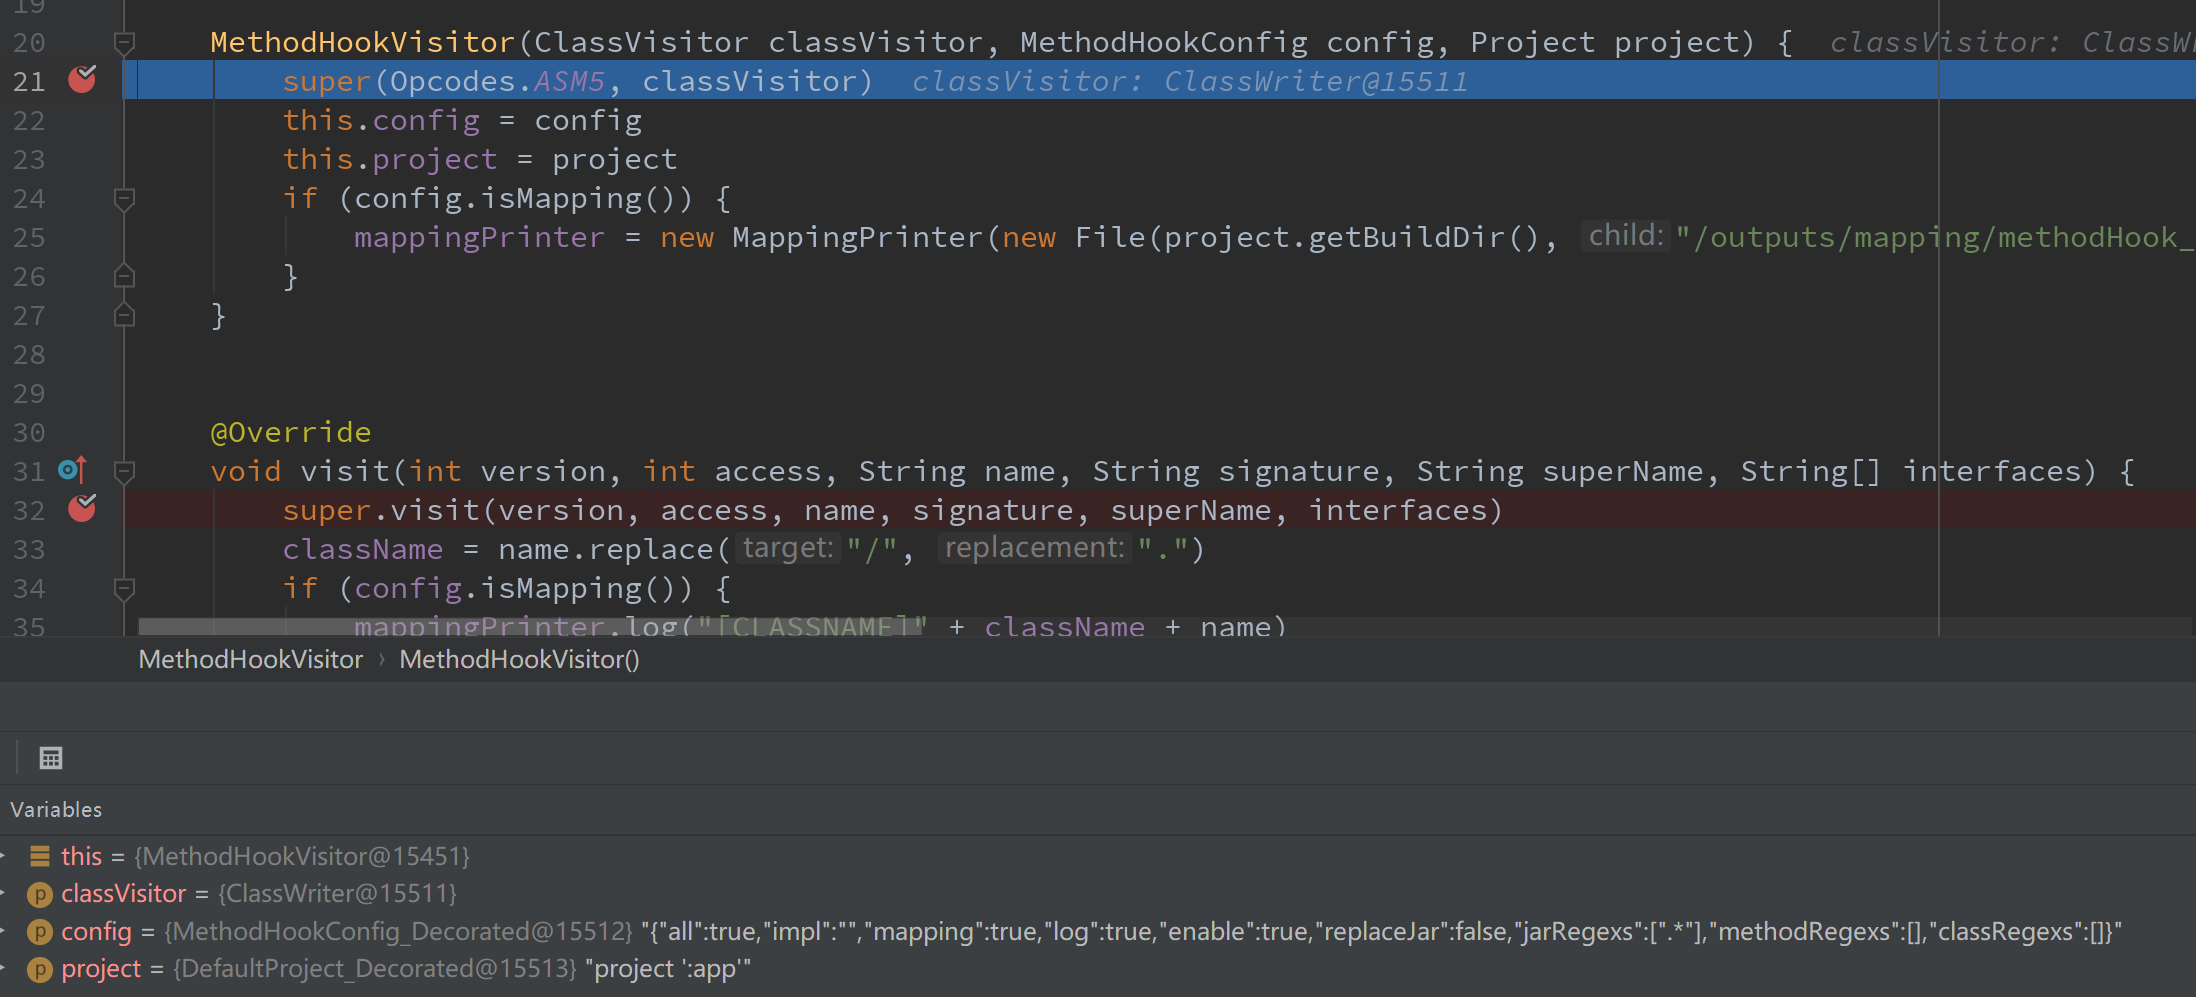 19
20 MethodHookVisitor(ClassVisitor classVisitor, MethodHookConfig config, Project project) { classVisitor: ClassW
21 super(Opcodes.ASM5, classVisitor) classVisitor: ClassWriter@15511
22 this.config = config
23 this.project = project
24 if (config.isMapping()) {
25 mappingPrinter = new MappingPrinter(new File(project.getBuildDir(), child: "/outputs/mapping/methodHook_
26 }
27 }
28
29
30 @Override
31 void visit(int version, int access, String name, String signature, String superName, String[] interfaces) {
32 super.visit(version, access, name, signature, superName, interfaces)
33 className = name.replace( target: "/", replacement: ".")
34 if (config.isMapping()) {
35 mappingPrinter.log("[CLASSNAME]" + className + name)
MethodHookVisitor › MethodHookVisitor()
Variables
this = {MethodHookVisitor@15451}
p classVisitor = {ClassWriter@15511}
p config = {MethodHookConfig_Decorated@15512} "{"all":true,"impl":"","mapping":true,"log":true,"enable":true,"replaceJar":false,"jarRegexs":[".*"],"methodRegexs":[],"classRegexs":[]}"
p project = {DefaultProject_Decorated@15513} "project ':app'"